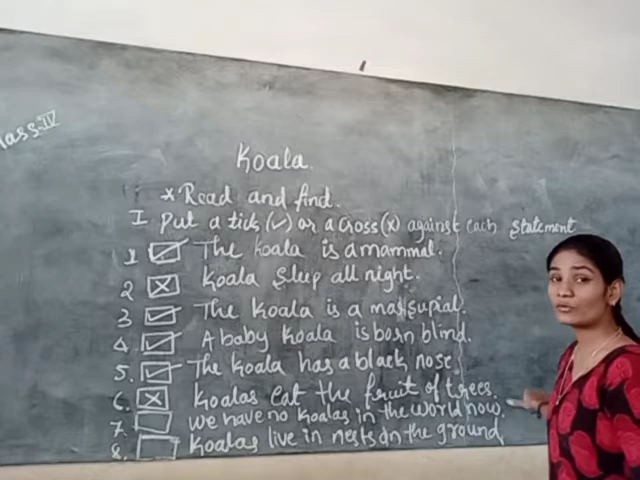 Class-IV
Koala.
* Read and find.
I Put a tick (✓) or a cross (x) against each statement
1 ☑ The koala is a mammal.
2 ☒ Koala sleep all night.
3 ☑ The Koala is a marsupial.
4. ☑ A baby Koala is born blind.
5. ☑ The Koala has a black nose.
6. ☒ Koalas eat the fruit of trees.
7. ☐ we have no Koalas in the world now.
8. ☐ Koalas live in nests on the ground